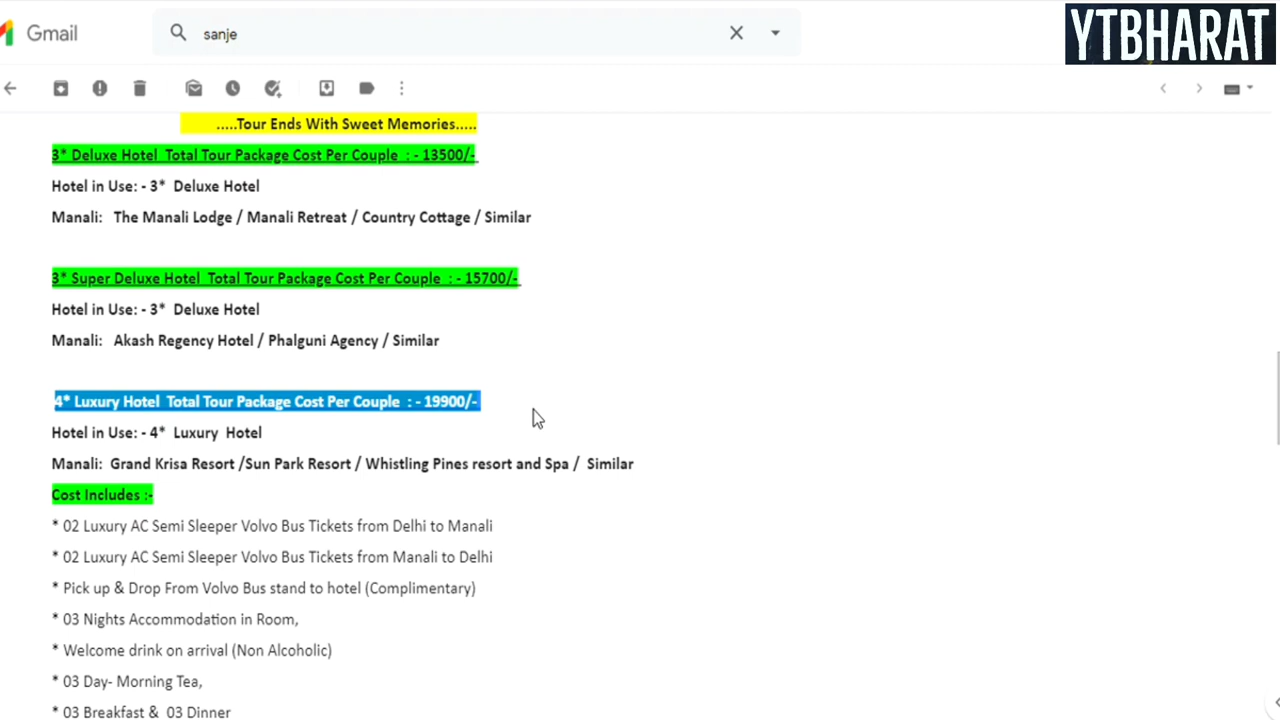 Gmail
sanje
YTBHARAT
.....Tour Ends With Sweet Memories.....
3* Deluxe Hotel  Total Tour Package Cost Per Couple  : - 13500/-
Hotel in Use: - 3*  Deluxe Hotel
Manali:   The Manali Lodge / Manali Retreat / Country Cottage / Similar
3* Super Deluxe Hotel  Total Tour Package Cost Per Couple  : - 15700/-
Hotel in Use: - 3*  Deluxe Hotel
Manali:   Akash Regency Hotel / Phalguni Agency / Similar
4* Luxury Hotel  Total Tour Package Cost Per Couple  : - 19900/-
Hotel in Use: - 4*  Luxury  Hotel
Manali:  Grand Krisa Resort /Sun Park Resort / Whistling Pines resort and Spa /  Similar
Cost Includes :-
* 02 Luxury AC Semi Sleeper Volvo Bus Tickets from Delhi to Manali
* 02 Luxury AC Semi Sleeper Volvo Bus Tickets from Manali to Delhi
* Pick up & Drop From Volvo Bus stand to hotel (Complimentary)
* 03 Nights Accommodation in Room,
* Welcome drink on arrival (Non Alcoholic)
* 03 Day- Morning Tea,
* 03 Breakfast &  03 Dinner